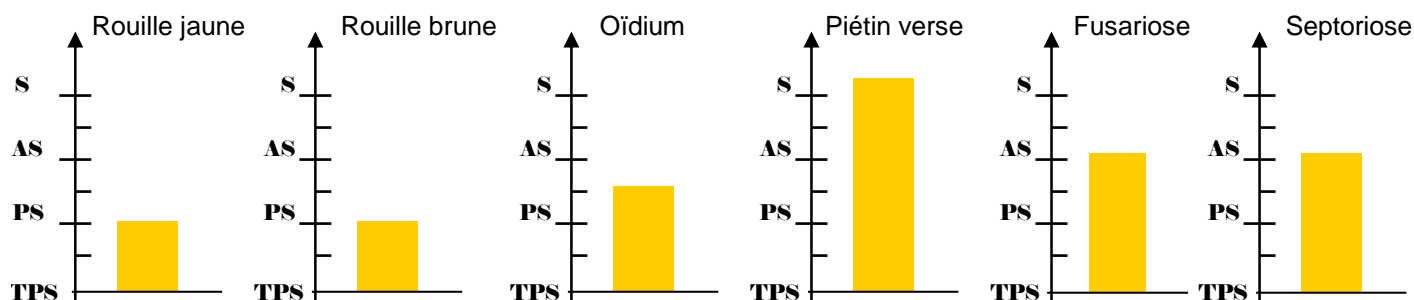 Rouille jaune
S
AS
PS
TPS
Rouille brune
S
AS
PS
TPS
Oïdium
S
AS
PS
TPS
Piétin verse
S
AS
PS
TPS
Fusariose
S
AS
PS
TPS
Septoriose
S
AS
PS
TPS